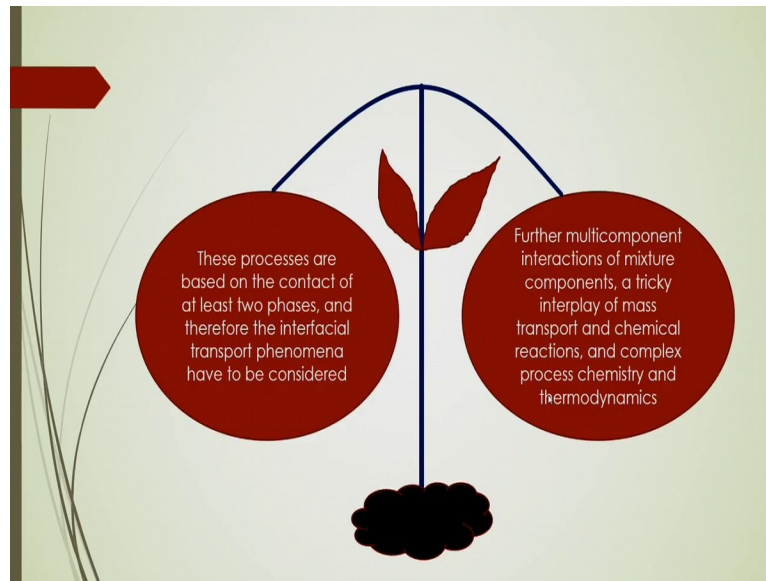 These processes are
based on the contact of
at least two phases, and
therefore the interfacial
transport phenomena
have to be considered
Further multicomponent
interactions of mixture
components, a tricky
interplay of mass
transport and chemical
reactions, and complex
process chemistry and
thermodynamics